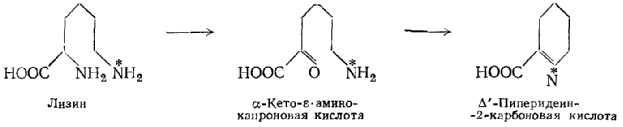 HOOC NH₂ *NH₂
HOOC O *NH₂
HOOC *N
Лизин
α-Кето-ε-амино-
капроновая кислота
Δ′-Пиперидеин-
-2-карбоновая кислота